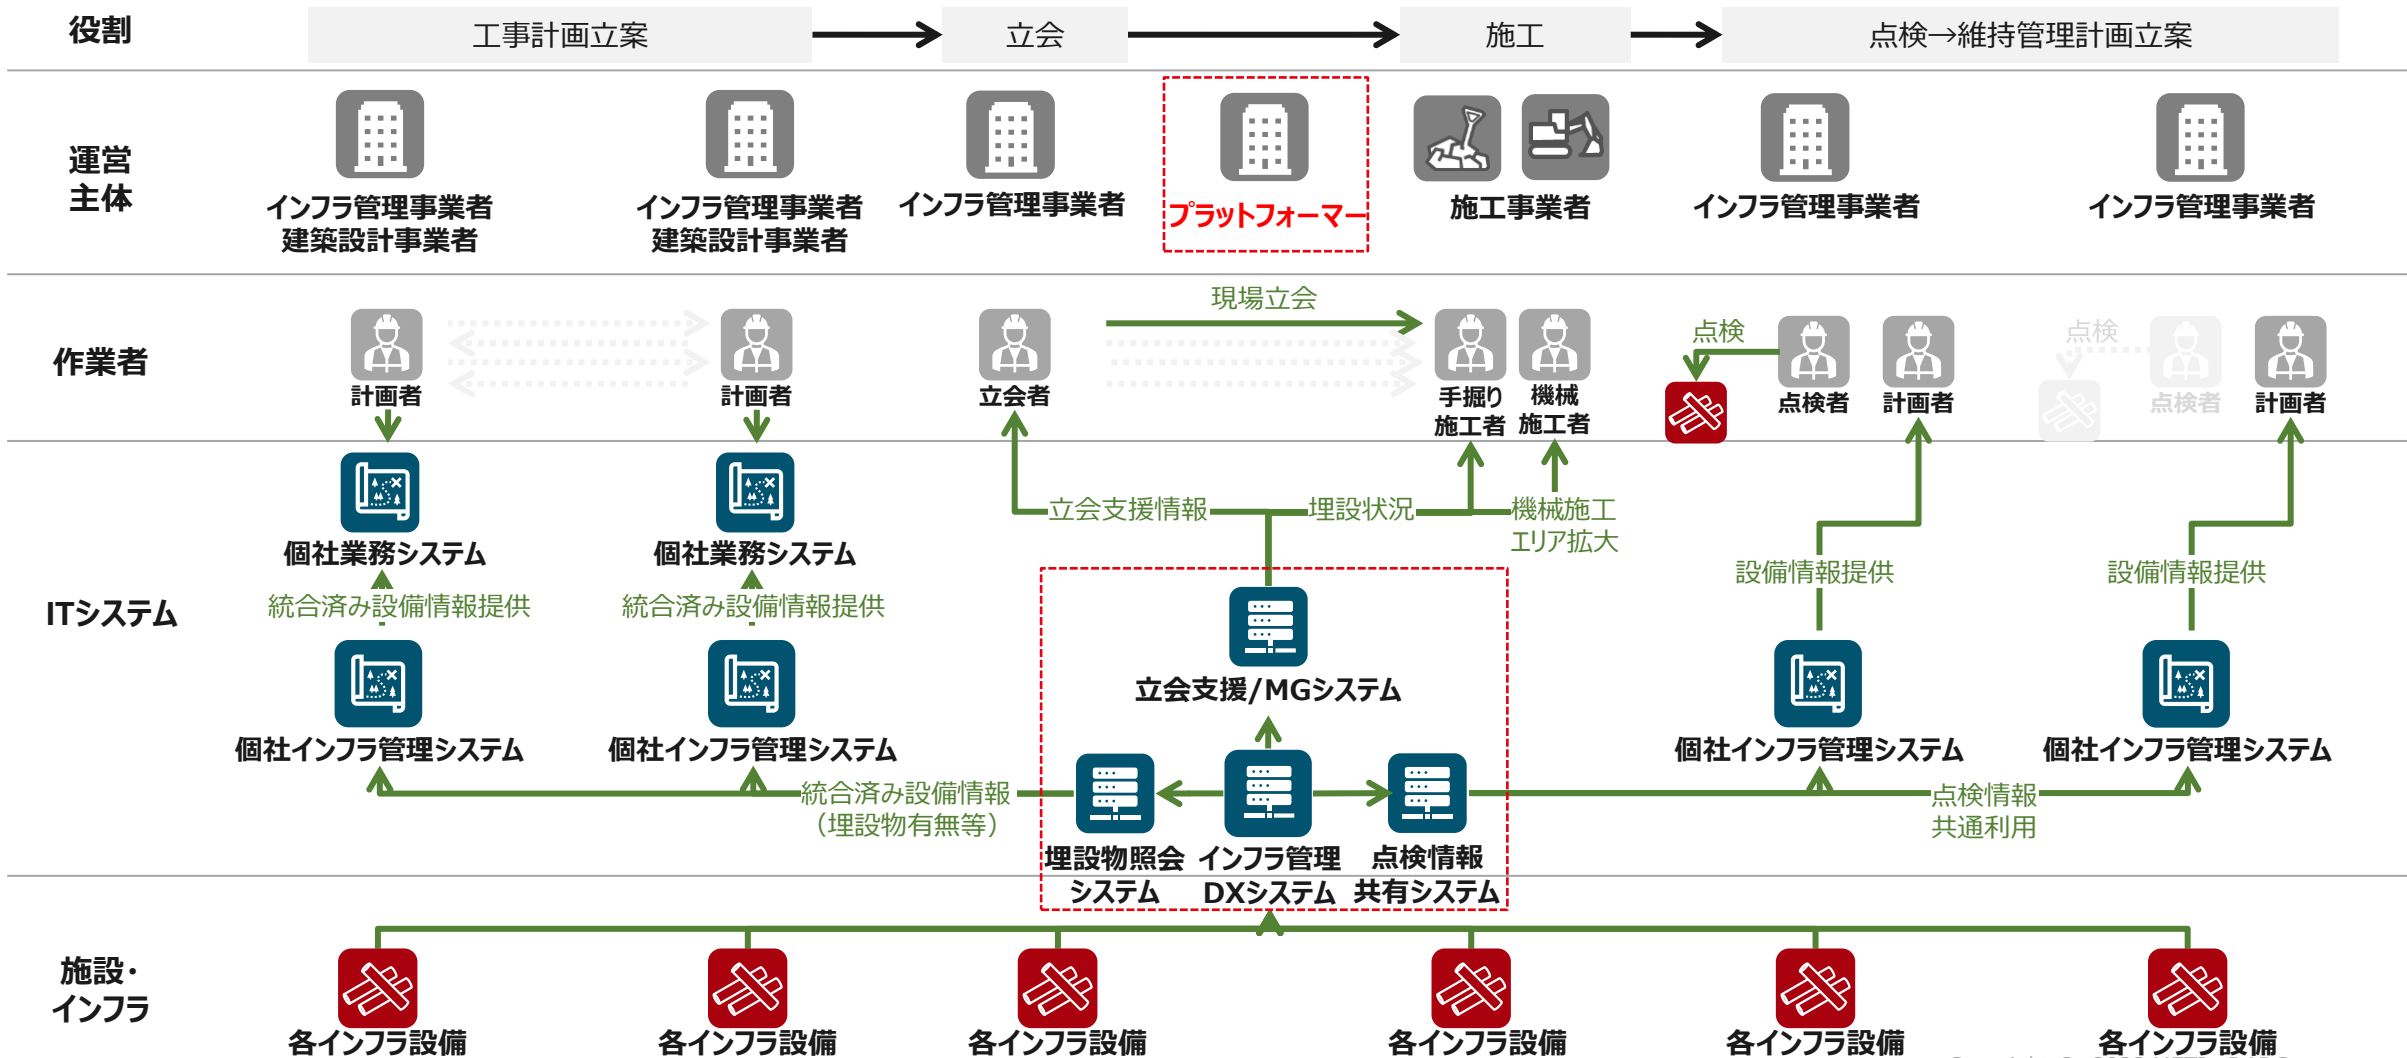 役割
工事計画立案
立会
施工
点検→維持管理計画立案
運営
主体
インフラ管理事業者
建築設計事業者
インフラ管理事業者
建築設計事業者
インフラ管理事業者
プラットフォーマー
施工事業者
インフラ管理事業者
インフラ管理事業者
作業者
計画者
計画者
立会者
現場立会
手掘り
施工者
機械
施工者
点検
点検者
計画者
点検
点検者
計画者
ITシステム
個社業務システム
個社業務システム
立会支援情報
埋設状況
機械施工
エリア拡大
設備情報提供
設備情報提供
統合済み設備情報提供
統合済み設備情報提供
立会支援/MGシステム
個社インフラ管理システム
個社インフラ管理システム
個社インフラ管理システム
個社インフラ管理システム
統合済み設備情報
（埋設物有無等）
点検情報
共通利用
埋設物照会
システム
インフラ管理
DXシステム
点検情報
共有システム
施設・
インフラ
各インフラ設備
各インフラ設備
各インフラ設備
各インフラ設備
各インフラ設備
各インフラ設備